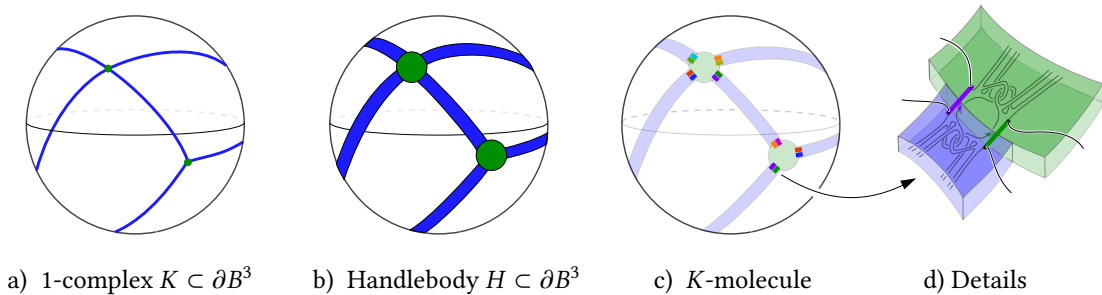 a) 1-complex K ⊂ ∂B³
b) Handlebody H ⊂ ∂B³
c) K-molecule
d) Details